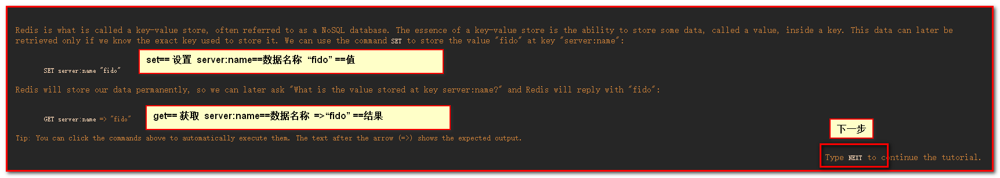 Redis is what is called a key-value store, often referred to as a NoSQL database. The essence of a key-value store is the ability to store some data, called a value, inside a key. This data can later be
retrieved only if we know the exact key used to store it. We can use the command SET to store the value "fido" at key "server:name":
set== 设置  server:name==数据名称  “fido” ==值
SET server:name "fido"
Redis will store our data permanently, so we can later ask "What is the value stored at key server:name?" and Redis will reply with "fido":
get== 获取  server:name==数据名称  =>“fido” ==结果
GET server:name => "fido"
下一步
Tip: You can click the commands above to automatically execute them. The text after the arrow (=>) shows the expected output.
Type NEXT to continue the tutorial.